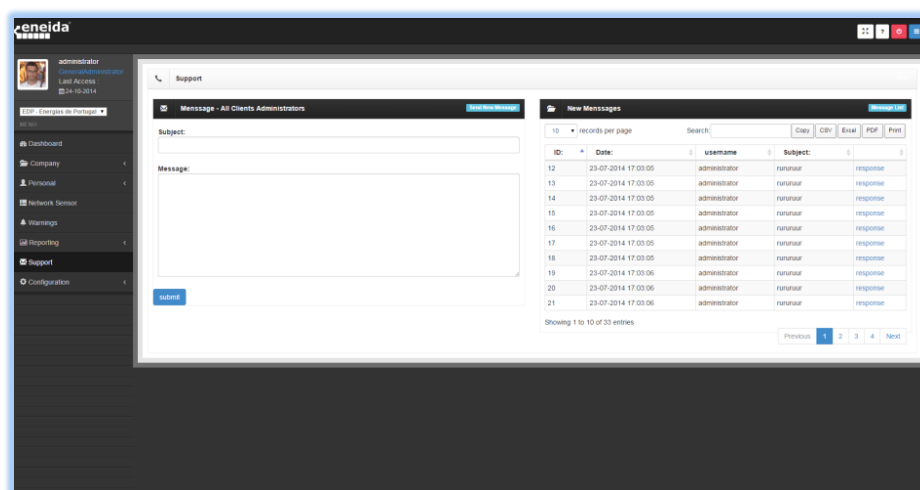 eneida
?
administrator
GeneralAdministrator
Last Access :
24-10-2014
EDP - Energias de Portugal
Dashboard
Company
Personal
Network Sensor
Warnings
Reporting
Support
Configuration
Support
Menssage - All Clients Administrators
Send New Message
Subject:
Message:
submit
New Menssages
Message List
10 records per page Search: Copy CSV Excel PDF Print
ID: Date: username Subject:
12 23-07-2014 17:03:05 administrator rururuur response
13 23-07-2014 17:03:05 administrator rururuur response
14 23-07-2014 17:03:05 administrator rururuur response
15 23-07-2014 17:03:05 administrator rururuur response
16 23-07-2014 17:03:05 administrator rururuur response
17 23-07-2014 17:03:05 administrator rururuur response
18 23-07-2014 17:03:05 administrator rururuur response
19 23-07-2014 17:03:06 administrator rururuur response
20 23-07-2014 17:03:06 administrator rururuur response
21 23-07-2014 17:03:06 administrator rururuur response
Showing 1 to 10 of 33 entries
Previous 1 2 3 4 Next